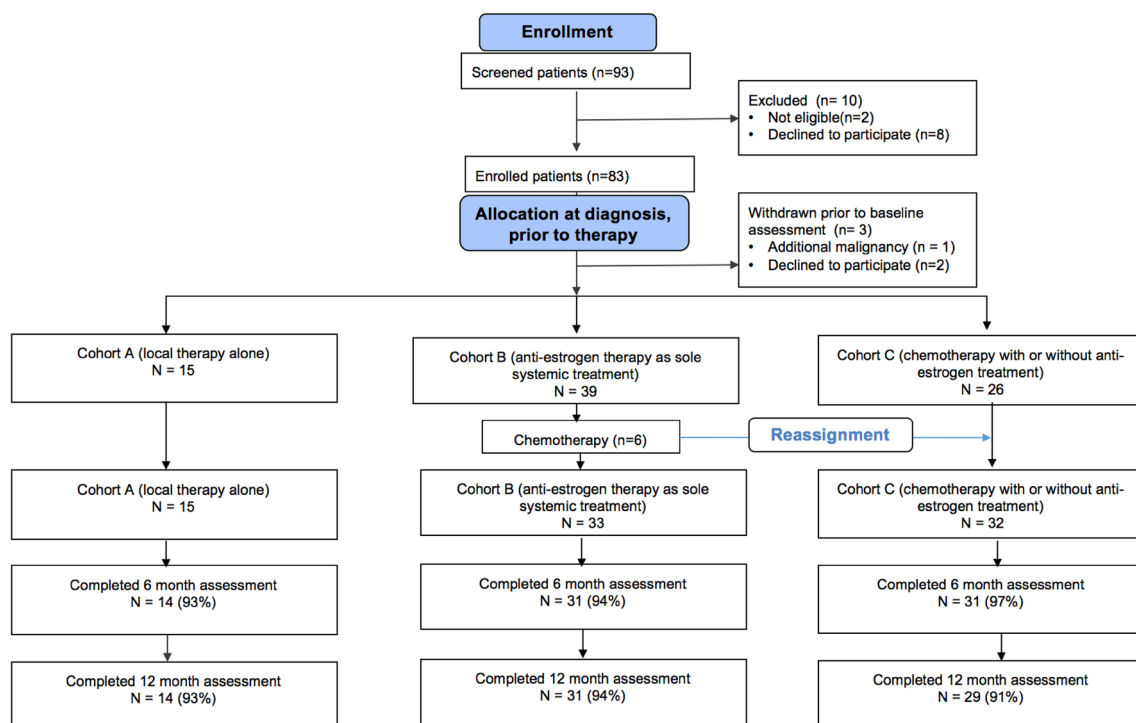 Enrollment
Screened patients (n=93)
Excluded (n= 10)
• Not eligible(n=2)
• Declined to participate (n=8)
Enrolled patients (n=83)
Allocation at diagnosis,
prior to therapy
Withdrawn prior to baseline
assessment (n= 3)
• Additional malignancy (n = 1)
• Declined to participate (n=2)
Cohort A (local therapy alone)
N = 15
Cohort B (anti-estrogen therapy as sole
systemic treatment)
N = 39
Cohort C (chemotherapy with or without anti-
estrogen treatment)
N = 26
Chemotherapy (n=6)
Reassignment
Cohort A (local therapy alone)
N = 15
Cohort B (anti-estrogen therapy as sole
systemic treatment)
N = 33
Cohort C (chemotherapy with or without anti-
estrogen treatment)
N = 32
Completed 6 month assessment
N = 14 (93%)
Completed 6 month assessment
N = 31 (94%)
Completed 6 month assessment
N = 31 (97%)
Completed 12 month assessment
N = 14 (93%)
Completed 12 month assessment
N = 31 (94%)
Completed 12 month assessment
N = 29 (91%)